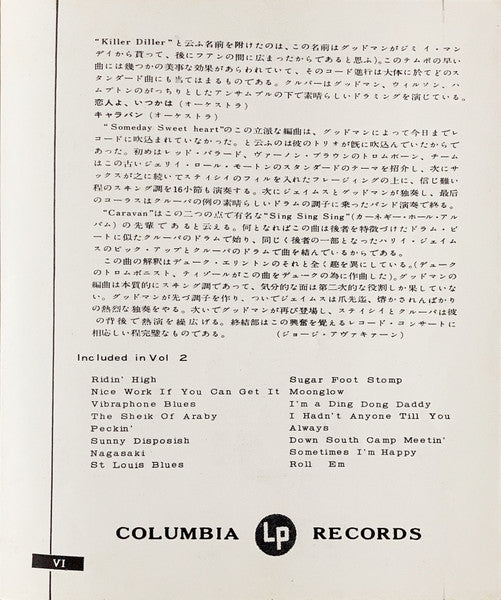 "Killer Diller"と云ふ名前を附けたのは、この名前はグッドマンがジミイ・マン
デイから貰って、後にフアンの間に広まったからであると思ふ)。このナムボの早い
曲には幾つかの美事な効果があらわれていて、そのコード進行は大体に於てどのス
タンダード曲にも当てはまるものである。クルパーはグッドマン、ウィルソン、ハ
ムプトンのがっちりとしたアンサムブルの下で素晴らしいドラミングを演じている。
恋人よ、いつかは (オーケストラ)
キャラバン (オーケストラ)
"Someday Sweet heart"のこの立派な編曲は、グッドマンによって今日までレ
コードに吹込まれていなかった。と云ふのは彼のトリオが既に吹込んでいたからで
あった。初めはレッド・バラード、ヴァーノン・ブラウンのトロムボーン、チーム
はこの古いジェリイ・ロール・モートンのスタンダードのテーマを招介し、次にサ
ックスが之に続いてステイシイのフィルを入れたフレージィングの上に、信じ難い
程のスキング調を16小節も演奏する。次にジェイムスとグッドマンが独奏し、最後
のコーラスはクルーパの例の素晴らしいドラムの調子に乗ったバンド演奏で終る。
"Caravan"はこの二つの点で有名な"Sing Sing Sing"(カーネギー・ホール・アル
バム)の先輩であると云える。何となればこの曲は後者を特徴づけたドラム・ビ
ートに似たクルーパのドラムで始り、同じく後者の一部となったハリイ・ジェイム
スのピック・アップとクルーパのドラムで曲を結んでいるからである。
この曲の解釈はデューク・エリントンのそれと全く趣を異にしている。(デューク
のトロムボニスト、ティゾールがこの曲をデュークの為に作曲した)。グッドマンの
編曲は本質的にスキング調であって、気分的な面は第二次的な役割しか果していな
い。グッドマンが先づ調子を作り、ついでジェイムスは爪先迄、熔かされんばかり
の熱烈な独奏をやる。次いでグッドマンが再び登場し、ステイシイとクルーパは彼
の背後で熱演を繰広げる。終結部はこの興奮を覚えるレコード・コンサートに
相応しい程完璧なものである。 (ジョージ・アヴァキァーン)
Included in Vol 2
Ridin' High
Nice Work If You Can Get It
Vibraphone Blues
The Sheik Of Araby
Peckin'
Sunny Disposish
Nagasaki
St Louis Blues
Sugar Foot Stomp
Moonglow
I'm a Ding Dong Daddy
I Hadn't Anyone Till You
Always
Down South Camp Meetin'
Sometimes I'm Happy
Roll Em
COLUMBIA Lp RECORDS
VI